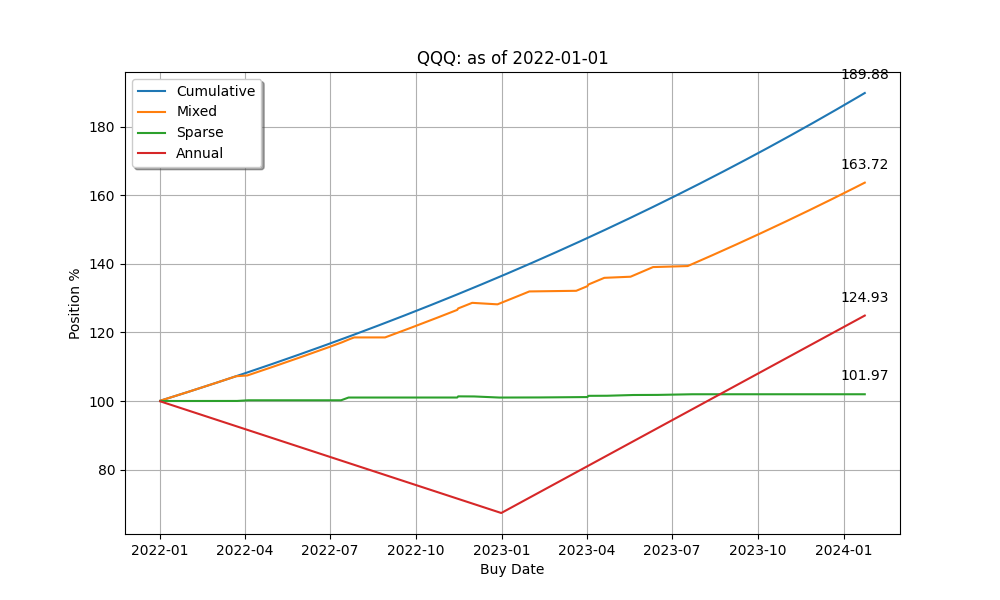 QQQ: as of 2022-01-01
189.88
Cumulative
Mixed
Sparse
Annual
163.72
124.93
101.97
180
160
140
120
100
80
Position %
2022-01 2022-04 2022-07 2022-10 2023-01 2023-04 2023-07 2023-10 2024-01
Buy Date